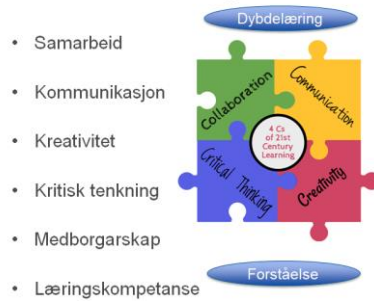 Dybdelæring
• Samarbeid
• Kommunikasjon
• Kreativitet
• Kritisk tenkning
• Medborgarskap
• Læringskompetanse
Collaboration
Communication
4 Cs
of 21st
Century
Learning
Critical Thinking
Creativity
Forståelse